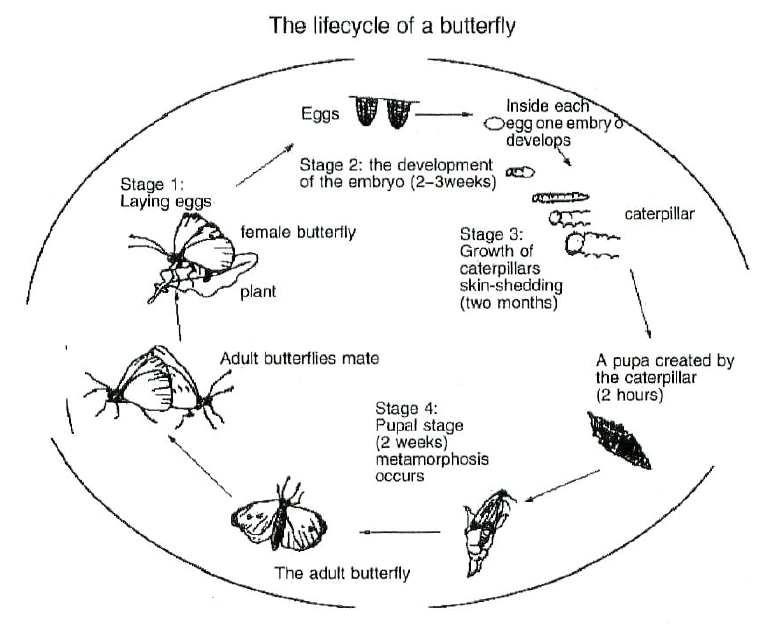 The lifecycle of a butterfly
Eggs
Inside each
egg one embryo
develops
Stage 2: the development
of the embryo (2-3weeks)
Stage 1:
Laying eggs
female butterfly
plant
caterpillar
Stage 3:
Growth of
caterpillars
skin-shedding
(two months)
Adult butterflies mate
A pupa created by
the caterpillar
(2 hours)
Stage 4:
Pupal stage
(2 weeks)
metamorphosis
occurs
The adult butterfly